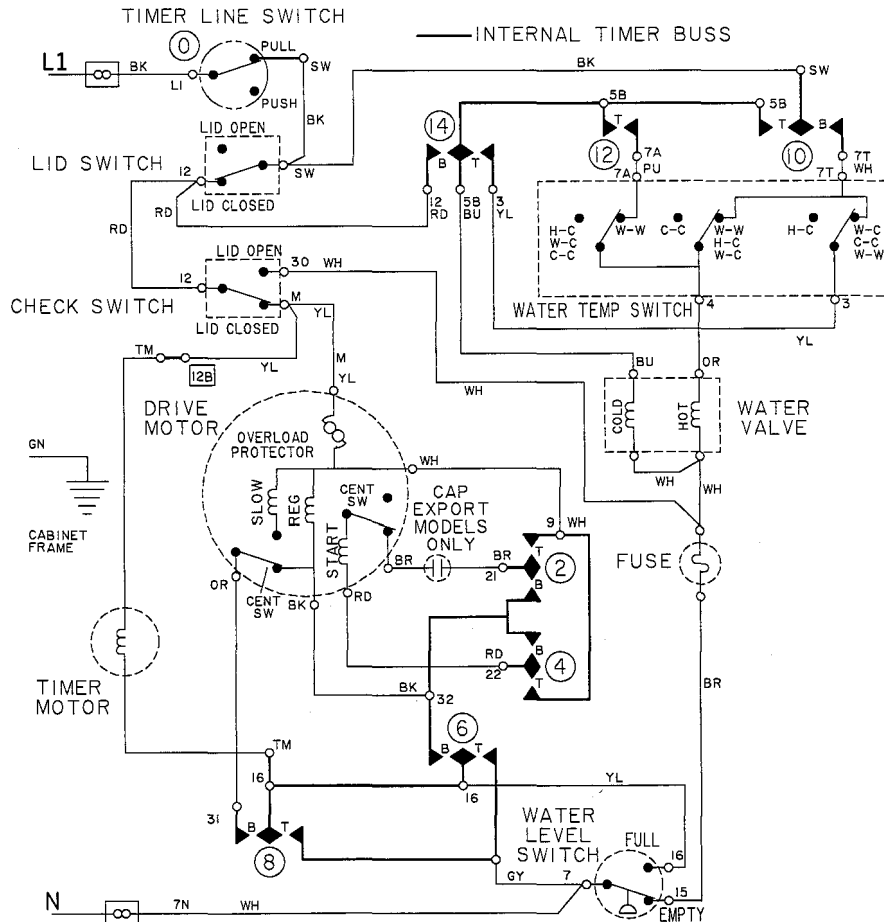 TIMER LINE SWITCH
INTERNAL TIMER BUSS
0
PULL
L1
BK
L1
SW
BK
SW
PUSH
5B
5B
BK
LID OPEN
14
T
T
B
LID SWITCH
12
SW
B
T
12
7A
7A
PU
10
7T
7T
WH
RD
LID CLOSED
12
RD
5B
BU
3
YL
RD
H-C
W-C
C-C
W-W
C-C
W-W
H-C
W-C
H-C
W-C
C-C
W-W
LID OPEN
30
WH
12
M
CHECK SWITCH
LID CLOSED
YL
WATER TEMP SWITCH
4
3
TM
YL
M
YL
12B
YL
WH
BU
OR
DRIVE
MOTOR
COLD
HOT
WATER
VALVE
GN
OVERLOAD
PROTECTOR
WH
WH
WH
SLOW
REG
CENT
SW
CAP
EXPORT
MODELS
ONLY
9
WH
CABINET
FRAME
START
T
BR
BR
21
2
FUSE
OR
CENT
SW
BK
RD
B
RD
22
B
4
T
BR
TIMER
MOTOR
BK
32
6
TM
B
T
16
16
YL
31
B
T
8
WATER
LEVEL
SWITCH
FULL
16
GY
7
15
N
7N
WH
EMPTY